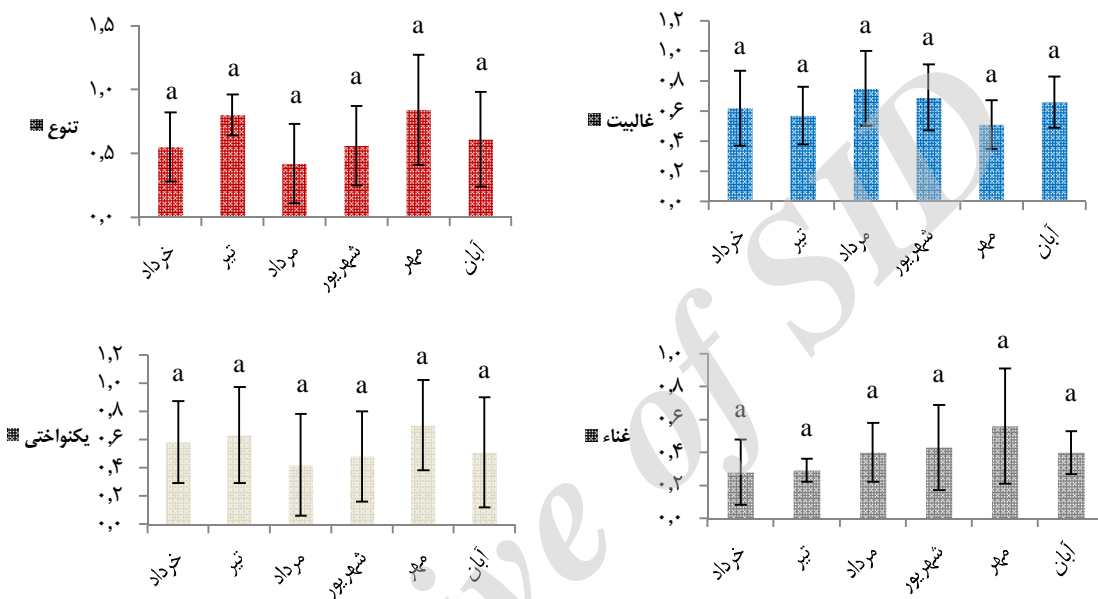 ۱٫۵
۱٫۰
۰٫۵
۰٫۰
a a a a a a
خرداد تیر مرداد شهریور مهر آبان
تنوع
۱٫۲
۱٫۰
۰٫۸
۰٫۶
۰٫۴
۰٫۲
۰٫۰
a a a a a a
خرداد تیر مرداد شهریور مهر آبان
غالبیت
۱٫۲
۱٫۰
۰٫۸
۰٫۶
۰٫۴
۰٫۲
۰٫۰
a a a a a a
خرداد تیر مرداد شهریور مهر آبان
یکنواختی
۱٫۰
۰٫۸
۰٫۶
۰٫۴
۰٫۲
۰٫۰
a a a a a a
خرداد تیر مرداد شهریور مهر آبان
غناء
ive of SID